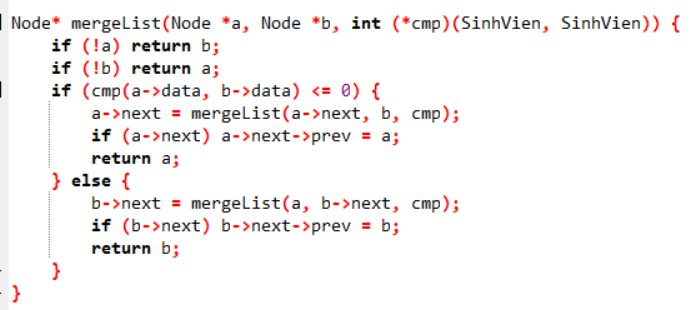 Node* mergeList(Node *a, Node *b, int (*cmp)(SinhVien, SinhVien)) {
    if (!a) return b;
    if (!b) return a;
    if (cmp(a->data, b->data) <= 0) {
        a->next = mergeList(a->next, b, cmp);
        if (a->next) a->next->prev = a;
        return a;
    } else {
        b->next = mergeList(a, b->next, cmp);
        if (b->next) b->next->prev = b;
        return b;
    }
}